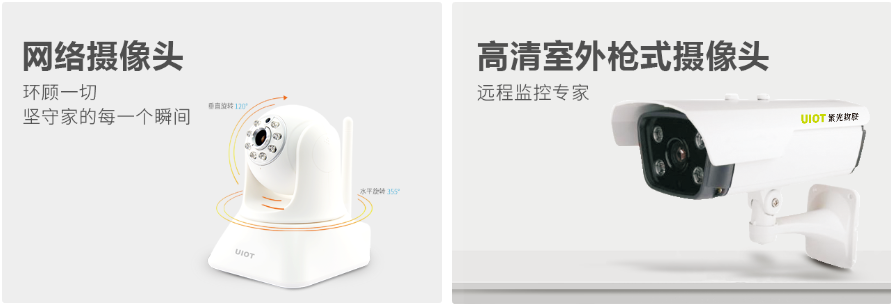 网络摄像头
环顾一切
坚守家的每一个瞬间
垂直旋转 120°
水平旋转 355°
UIOT
高清室外枪式摄像头
远程监控专家
UIOT 紫光物联